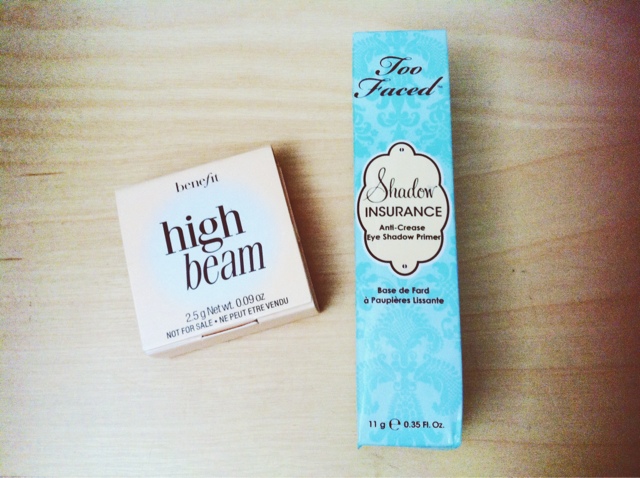 benefit
high
beam
2.5 g Net wt. 0.09 oz
NOT FOR SALE • NE PEUT ETRE VENDU
Too
Faced™
Shadow
INSURANCE
Anti-Crease
Eye Shadow Primer
Base de Fard
à Paupières Lissante
11 g ℮ 0.35 Fl. Oz.